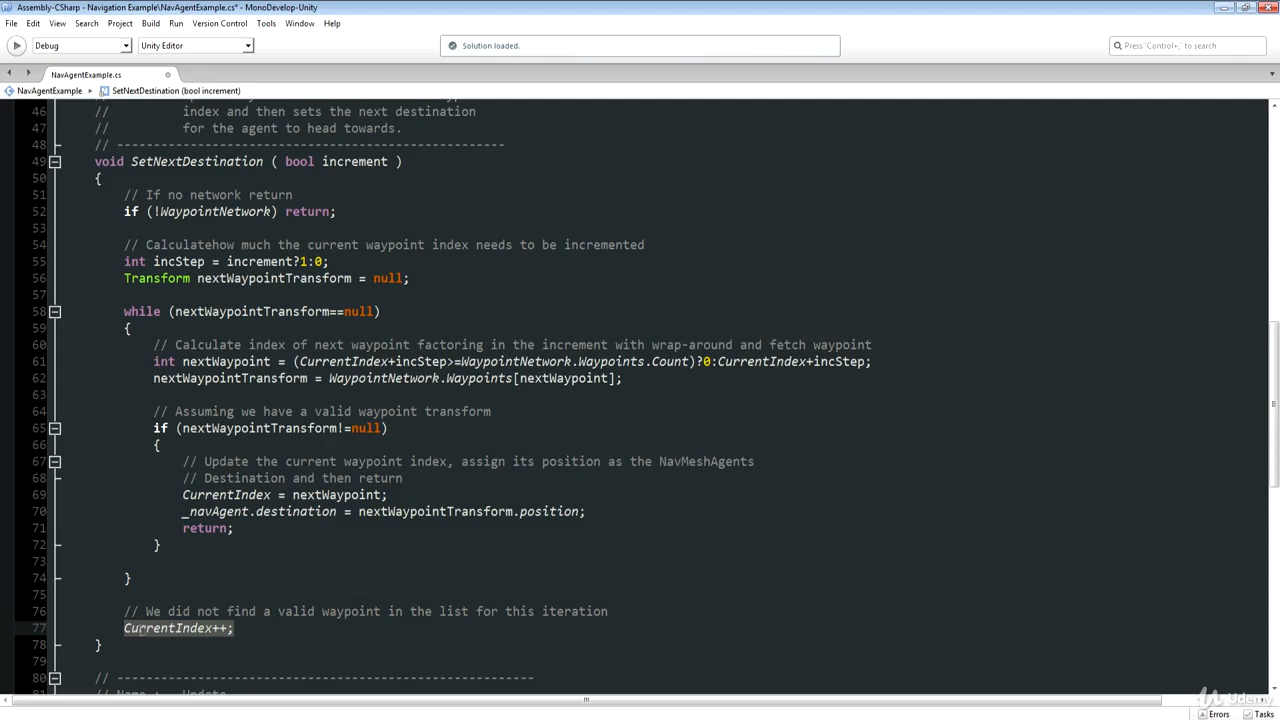 Assembly-CSharp - Navigation Example\NavAgentExample.cs* - MonoDevelop-Unity
File Edit View Search Project Build Run Version Control Tools Window Help
Debug Unity Editor Solution loaded. Press 'Control+,' to search
NavAgentExample.cs
NavAgentExample SetNextDestination (bool increment)
46 //
47 // index and then sets the next destination
// for the agent to head towards.
48 // -----------------------------------------------------
49 void SetNextDestination ( bool increment )
50 {
51 // If no network return
52 if (!WaypointNetwork) return;
53
54 // Calculatehow much the current waypoint index needs to be incremented
55 int incStep = increment?1:0;
56 Transform nextWaypointTransform = null;
57
58 while (nextWaypointTransform==null)
59 {
60 // Calculate index of next waypoint factoring in the increment with wrap-around and fetch waypoint
61 int nextWaypoint = (CurrentIndex+incStep>=WaypointNetwork.Waypoints.Count)?0:CurrentIndex+incStep;
62 nextWaypointTransform = WaypointNetwork.Waypoints[nextWaypoint];
63
64 // Assuming we have a valid waypoint transform
65 if (nextWaypointTransform!=null)
66 {
67 // Update the current waypoint index, assign its position as the NavMeshAgents
68 // Destination and then return
69 CurrentIndex = nextWaypoint;
70 _navAgent.destination = nextWaypointTransform.position;
71 return;
72 }
73
74 }
75
76 // We did not find a valid waypoint in the list for this iteration
77 CurrentIndex++;
78 }
79
80 // -----------------------------------------------------
// Name : Update
Udemy
Errors Tasks